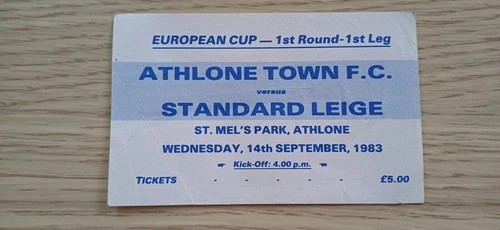 EUROPEAN CUP — 1st Round-1st Leg
ATHLONE TOWN F.C.
versus
STANDARD LEIGE
ST. MEL'S PARK, ATHLONE
WEDNESDAY, 14th SEPTEMBER, 1983
Kick-Off: 4.00 p.m.
TICKETS - - - - - £5.00